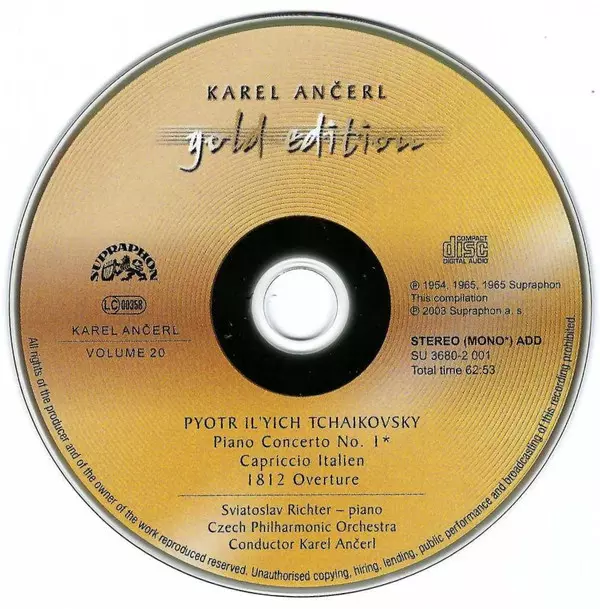 KAREL ANČERL
gold edition
SUPRAPHON
COMPACT
disc
DIGITAL AUDIO
LC 00358
KAREL ANČERL
VOLUME 20
℗ 1954, 1965, 1965 Supraphon
This compilation
℗ 2003 Supraphon a. s
STEREO (MONO*) ADD
SU 3680-2 001
Total time 62:53
PYOTR IL'YICH TCHAIKOVSKY
Piano Concerto No. 1*
Capriccio Italien
1812 Overture
Sviatoslav Richter – piano
Czech Philharmonic Orchestra
Conductor Karel Ančerl
All rights of the producer and of the owner of the work reproduced reserved. Unauthorised copying, hiring, lending, public performance and broadcasting of this recording prohibited.